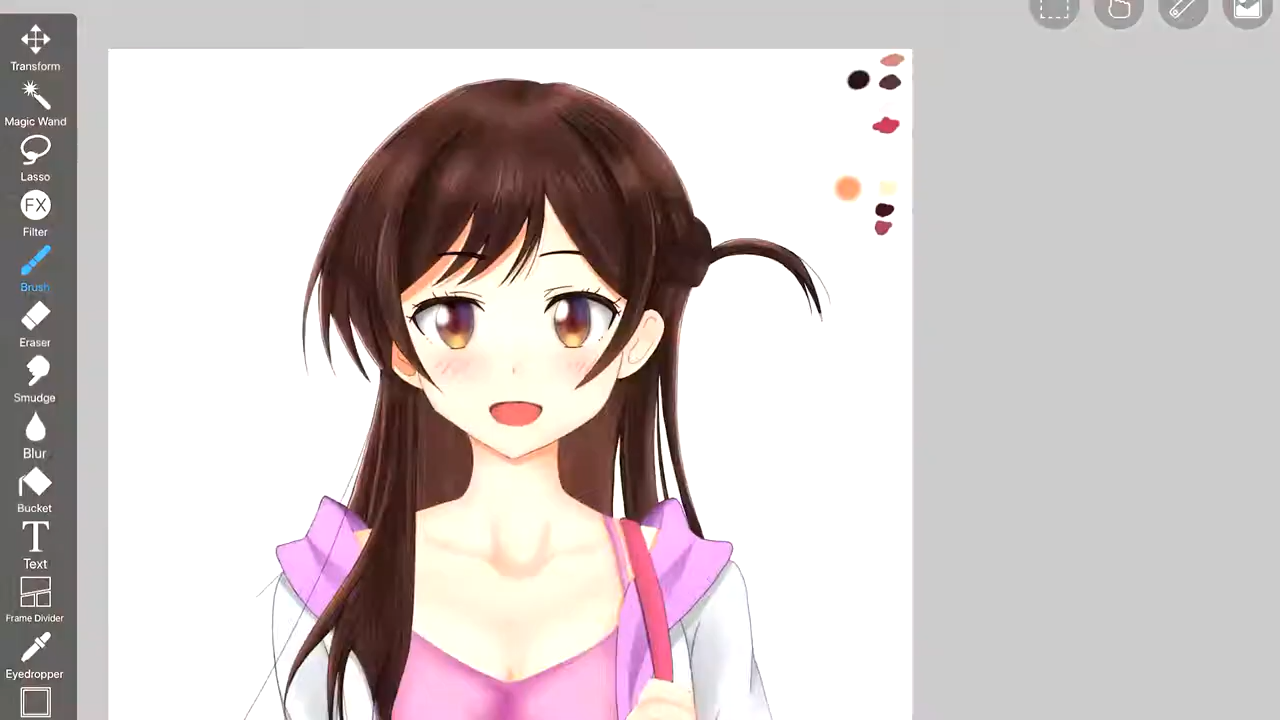 Transform
Magic Wand
Lasso
FX
Filter
Brush
Eraser
Smudge
Blur
Bucket
T
Text
Frame Divider
Eyedropper